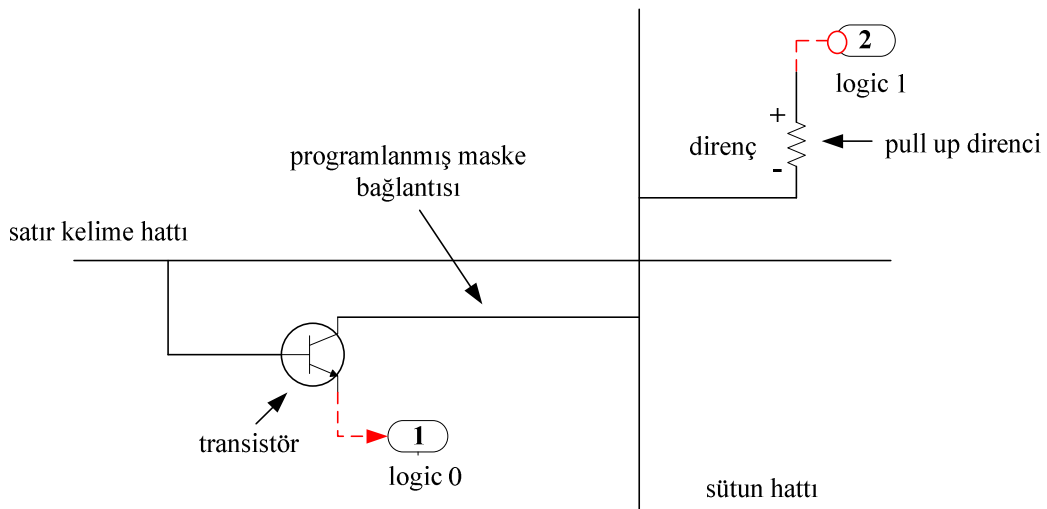 2
logic 1
+
direnç
-
pull up direnci
programlanmış maske
bağlantısı
satır kelime hattı
transistör
1
logic 0
sütun hattı